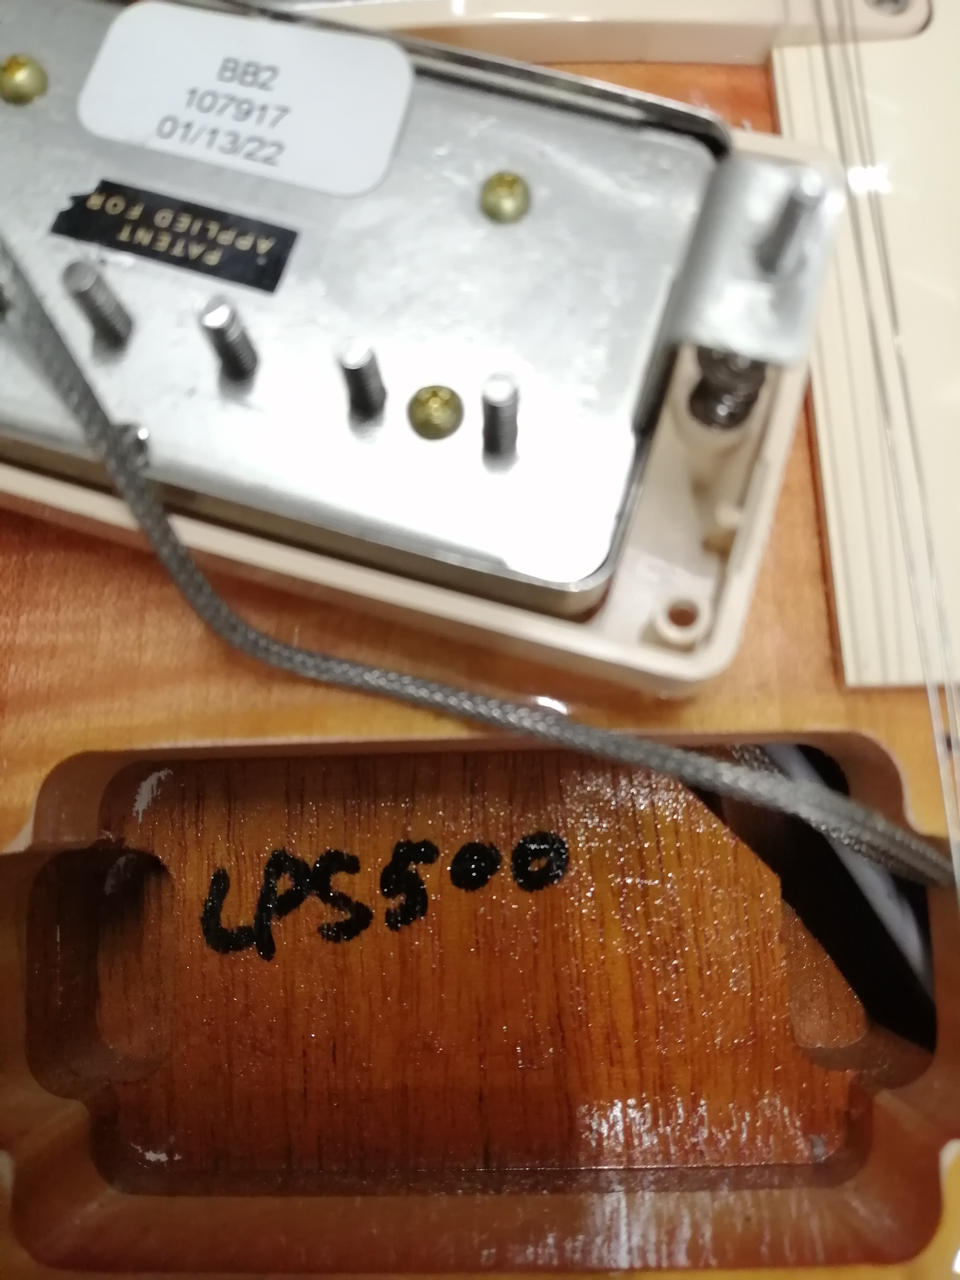 BB2
107917
01/13/22
PATENT
APPLIED FOR
LPS500